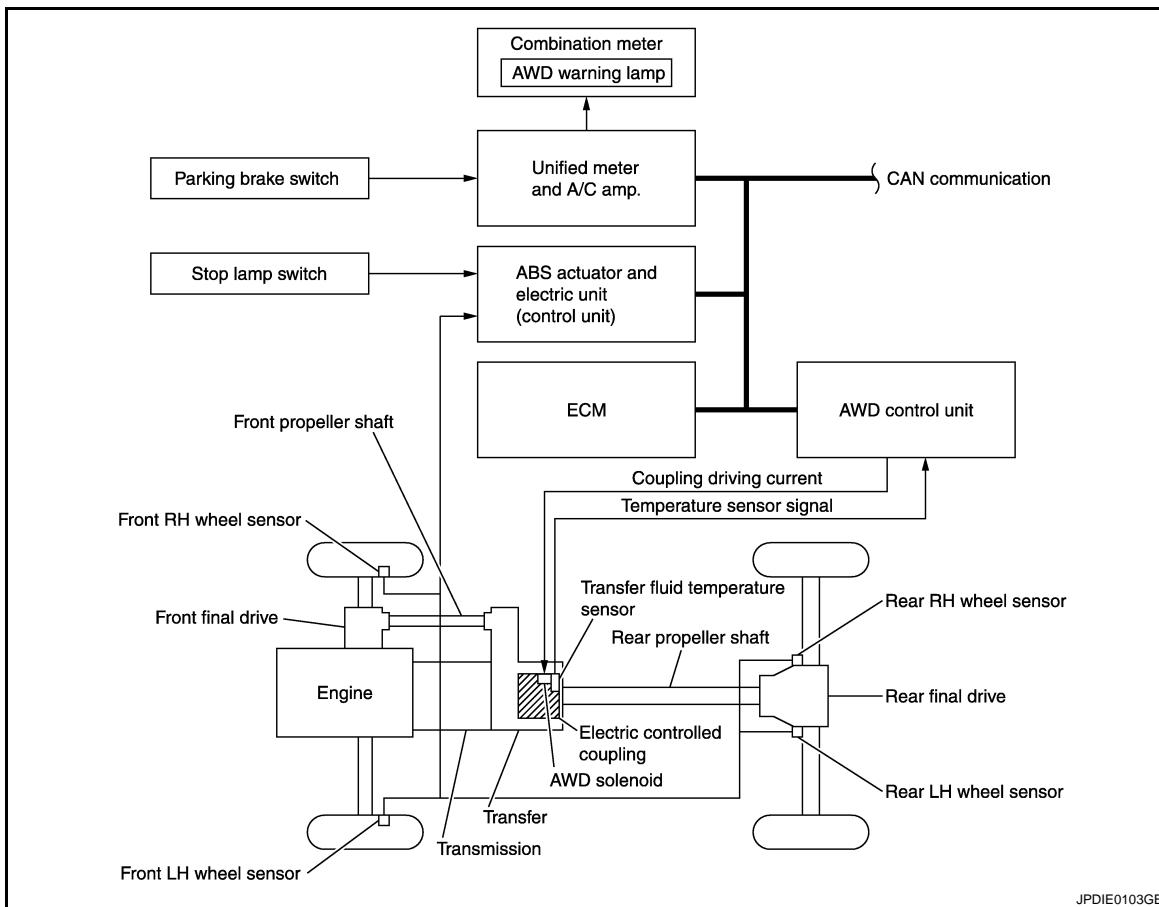 Combination meter
AWD warning lamp
Parking brake switch
Unified meter
and A/C amp.
CAN communication
Stop lamp switch
ABS actuator and
electric unit
(control unit)
ECM
AWD control unit
Front propeller shaft
Coupling driving current
Temperature sensor signal
Front RH wheel sensor
Transfer fluid temperature
sensor
Rear RH wheel sensor
Front final drive
Rear propeller shaft
Engine
Rear final drive
Electric controlled
coupling
AWD solenoid
Rear LH wheel sensor
Transfer
Transmission
Front LH wheel sensor
JPDIE0103GB